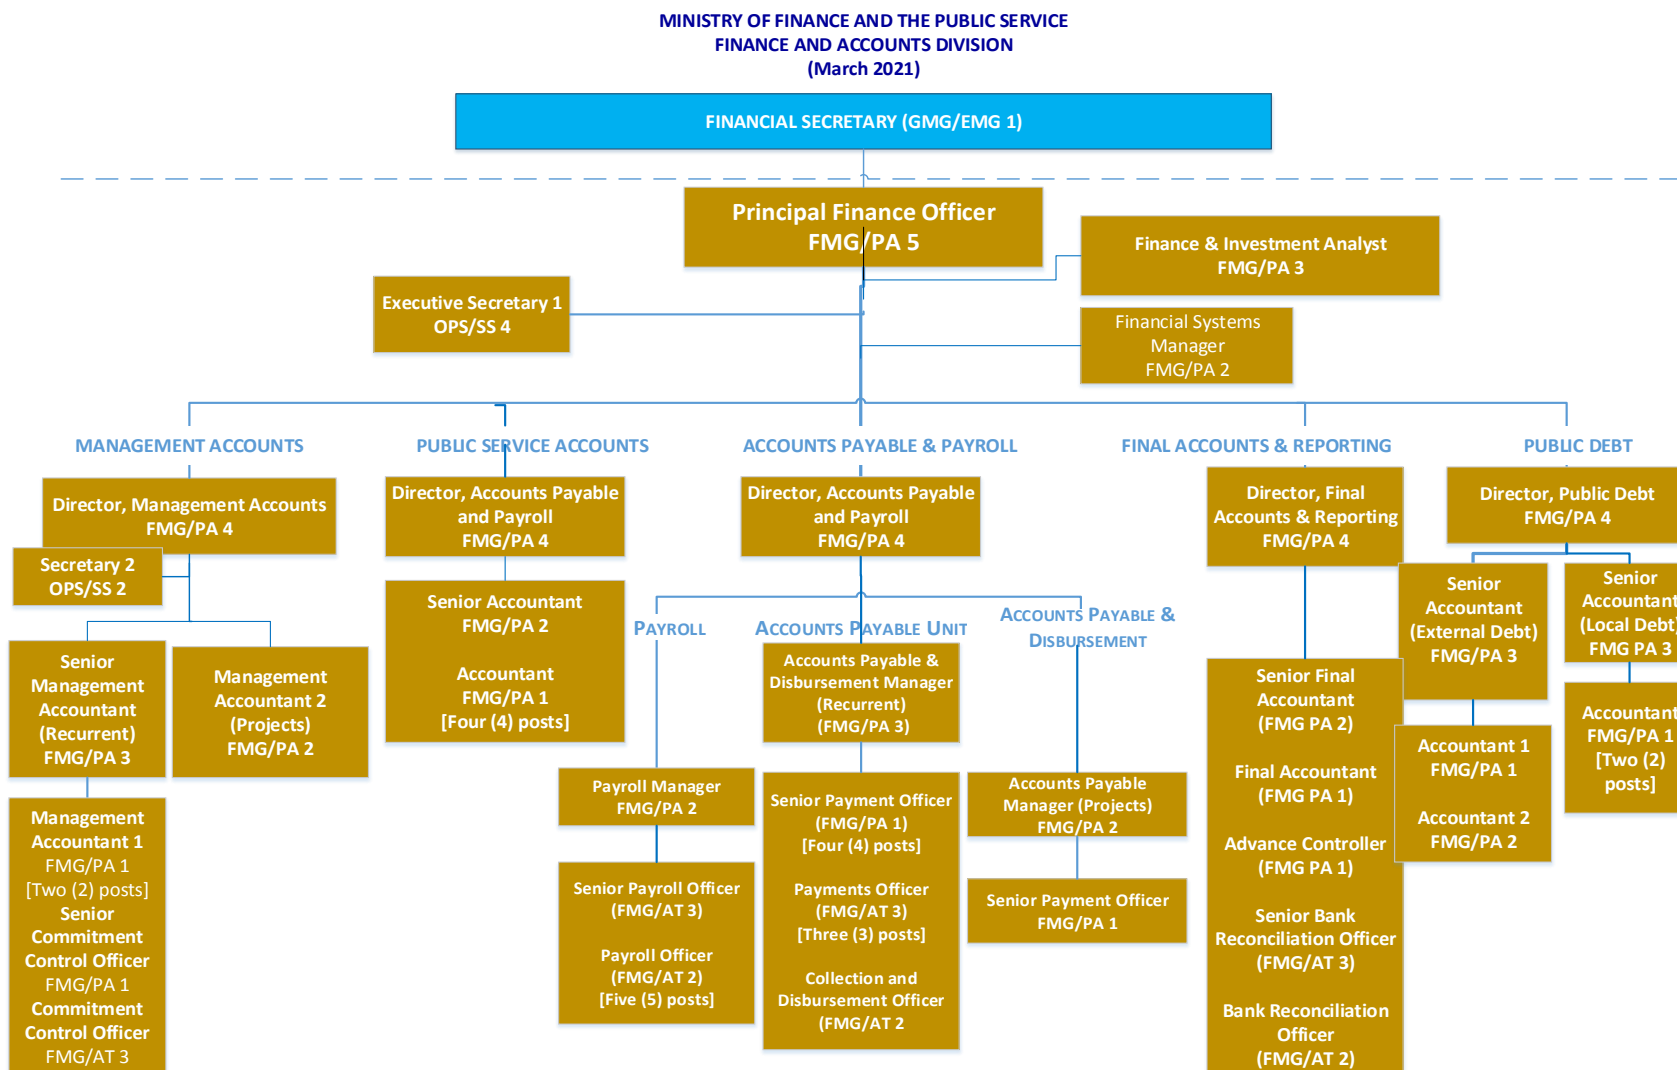 MINISTRY OF FINANCE AND THE PUBLIC SERVICE
FINANCE AND ACCOUNTS DIVISION
(March 2021)
FINANCIAL SECRETARY (GMG/EMG 1)
Principal Finance Officer
FMG/PA 5
Finance & Investment Analyst
FMG/PA 3
Executive Secretary 1
OPS/SS 4
Financial Systems
Manager
FMG/PA 2
MANAGEMENT ACCOUNTS
PUBLIC SERVICE ACCOUNTS
ACCOUNTS PAYABLE & PAYROLL
FINAL ACCOUNTS & REPORTING
PUBLIC DEBT
Director, Management Accounts
FMG/PA 4
Secretary 2
OPS/SS 2
Senior
Management
Accountant
(Recurrent)
FMG/PA 3
Management
Accountant 2
(Projects)
FMG/PA 2
Management
Accountant 1
FMG/PA 1
[Two (2) posts]
Senior
Commitment
Control Officer
FMG/PA 1
Commitment
Control Officer
FMG/AT 3
Director, Accounts Payable
and Payroll
FMG/PA 4
Senior Accountant
FMG/PA 2
Accountant
FMG/PA 1
[Four (4) posts]
Director, Accounts Payable
and Payroll
FMG/PA 4
PAYROLL
Payroll Manager
FMG/PA 2
Senior Payroll Officer
(FMG/AT 3)
Payroll Officer
(FMG/AT 2)
[Five (5) posts]
ACCOUNTS PAYABLE UNIT
Accounts Payable &
Disbursement Manager
(Recurrent)
(FMG/PA 3)
Senior Payment Officer
(FMG/PA 1)
[Four (4) posts]
Payments Officer
(FMG/AT 3)
[Three (3) posts]
Collection and
Disbursement Officer
(FMG/AT 2
ACCOUNTS PAYABLE &
DISBURSEMENT
Accounts Payable
Manager (Projects)
FMG/PA 2
Senior Payment Officer
FMG/PA 1
Director, Final
Accounts & Reporting
FMG/PA 4
Senior Final
Accountant
(FMG PA 2)
Final Accountant
(FMG PA 1)
Advance Controller
(FMG PA 1)
Senior Bank
Reconciliation Officer
(FMG/AT 3)
Bank Reconciliation
Officer
(FMG/AT 2)
Director, Public Debt
FMG/PA 4
Senior
Accountant
(External Debt)
FMG/PA 3
Accountant 1
FMG/PA 1
Accountant 2
FMG/PA 2
Senior
Accountant
(Local Debt)
FMG PA 3
Accountant
FMG/PA 1
[Two (2)
posts]